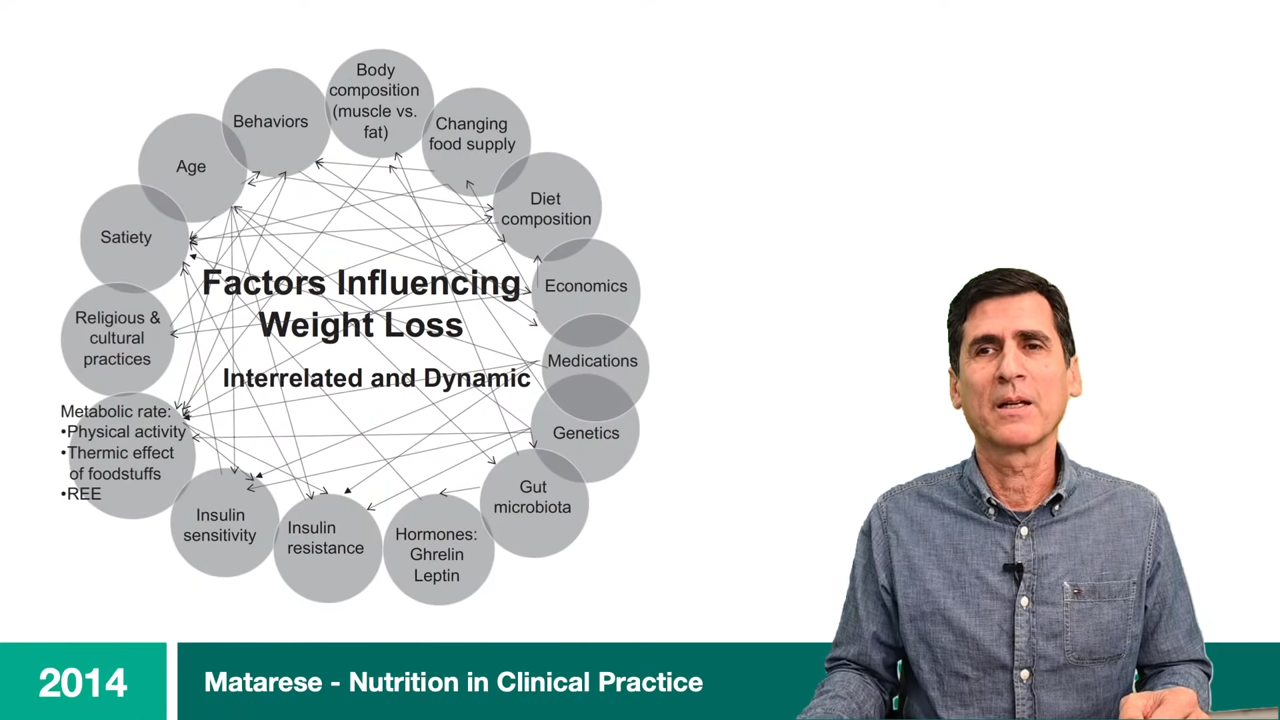 Body
composition
(muscle vs.
fat)
Changing
food supply
Diet
composition
Economics
Medications
Genetics
Gut
microbiota
Hormones:
Ghrelin
Leptin
Insulin
resistance
Insulin
sensitivity
Metabolic rate:
•Physical activity
•Thermic effect
of foodstuffs
•REE
Religious &
cultural
practices
Satiety
Age
Behaviors
Factors Influencing
Weight Loss
Interrelated and Dynamic
2014
Matarese - Nutrition in Clinical Practice